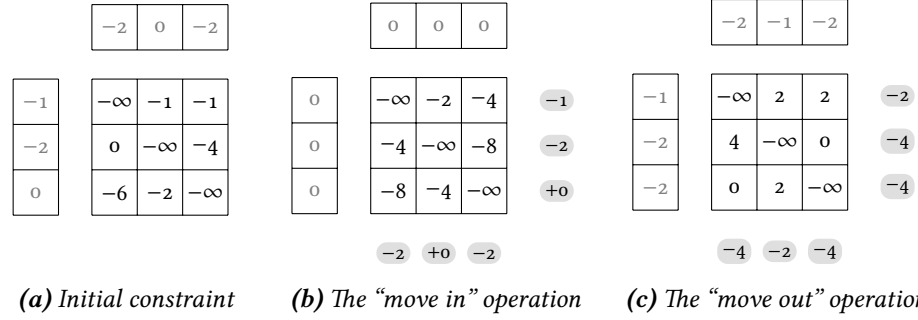 −2 0 −2
−1 −∞ −1 −1
−2 0 −∞ −4
0 −6 −2 −∞
(a) Initial constraint
0 0 0
0 −∞ −2 −4 −1
0 −4 −∞ −8 −2
0 −8 −4 −∞ +0
−2 +0 −2
(b) The “move in” operation
−2 −1 −2
−1 −∞ 2 2 −2
−2 4 −∞ 0 −4
−2 0 2 −∞ −4
−4 −2 −4
(c) The “move out” operation